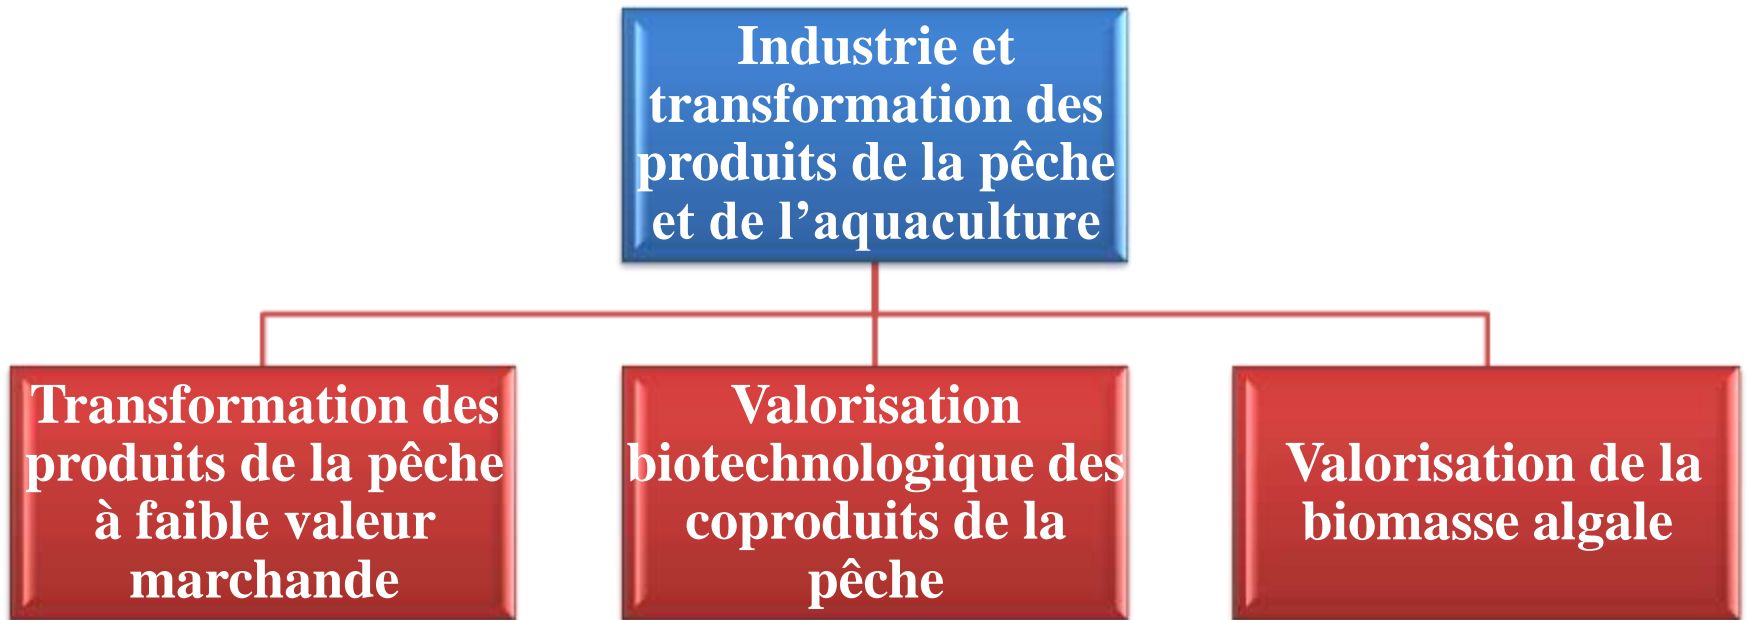 Industrie et
transformation des
produits de la pêche
et de l’aquaculture
Transformation des
produits de la pêche
à faible valeur
marchande
Valorisation
biotechnologique des
coproduits de la
pêche
Valorisation de la
biomasse algale